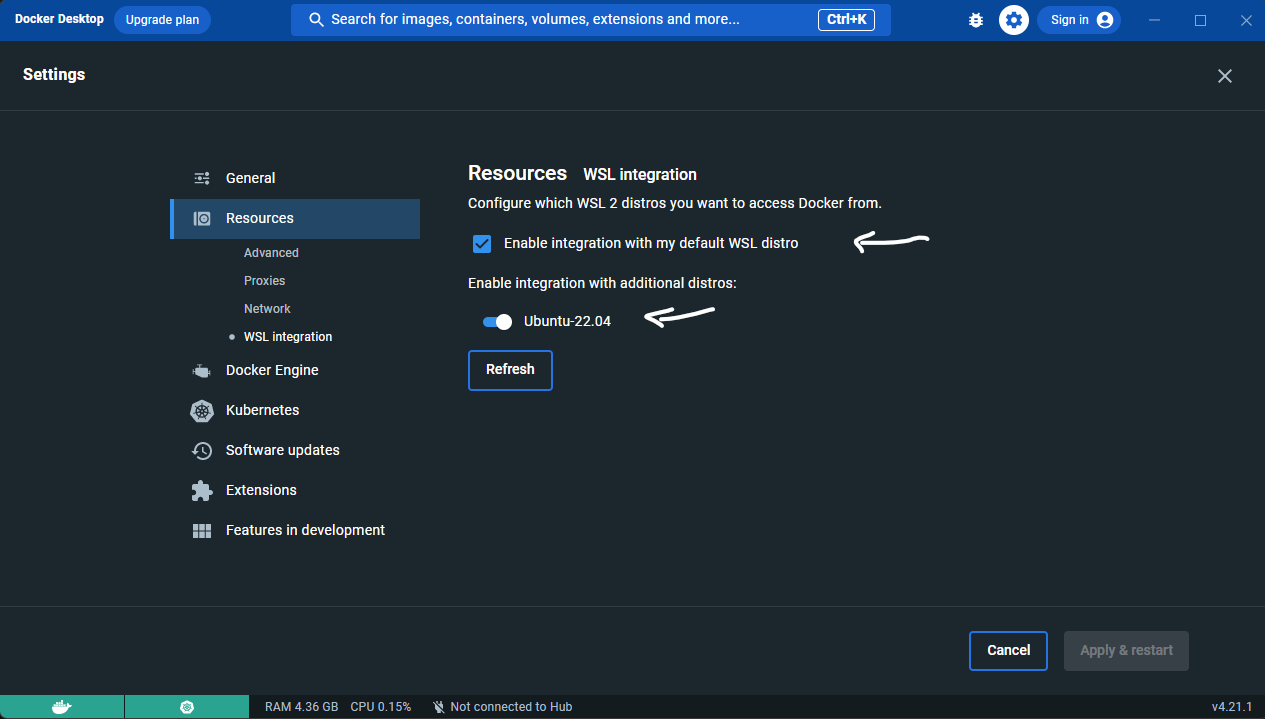 Docker Desktop Upgrade plan Search for images, containers, volumes, extensions and more... Ctrl+K Sign in
Settings
General
Resources
Advanced
Proxies
Network
WSL integration
Docker Engine
Kubernetes
Software updates
Extensions
Features in development
Resources WSL integration
Configure which WSL 2 distros you want to access Docker from.
Enable integration with my default WSL distro
Enable integration with additional distros:
Ubuntu-22.04
Refresh
Cancel Apply & restart
RAM 4.36 GB CPU 0.15% Not connected to Hub v4.21.1